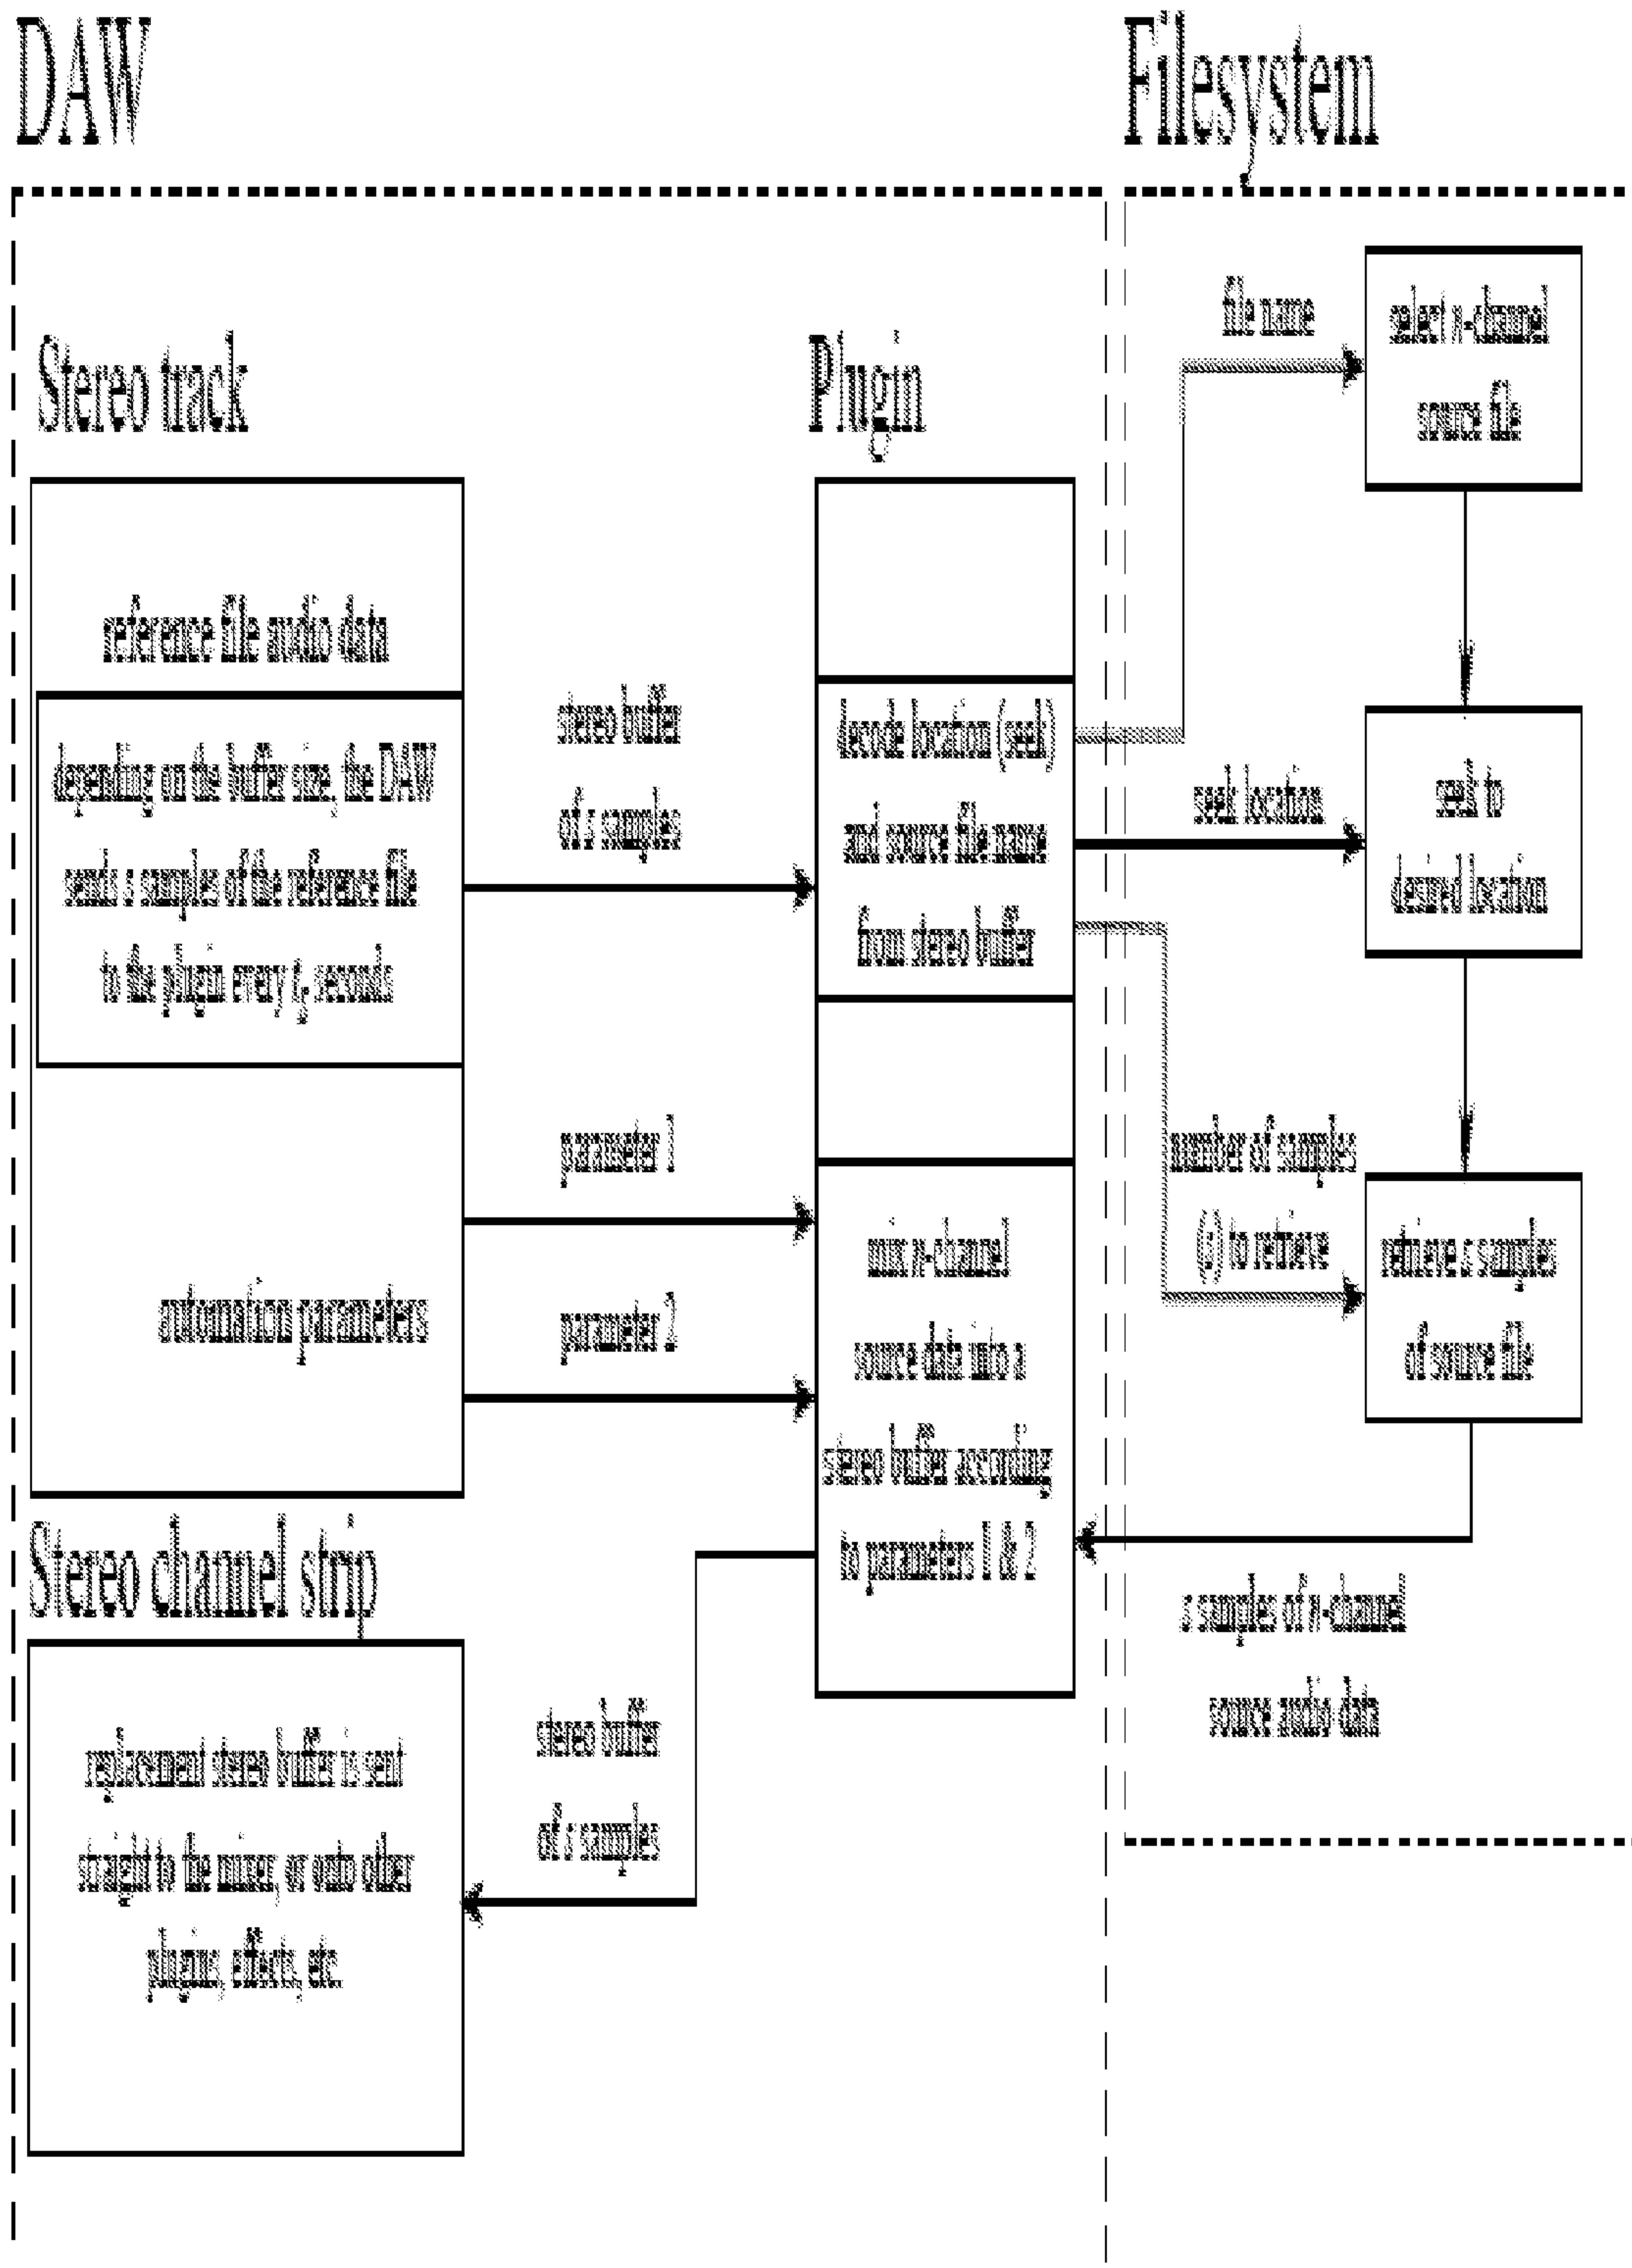 DAW
Filesystem
Stereo track
Plugin
reference file audio data
depending on the buffer size, the DAW
sends s samples of the reference file
to the plugin every tₛ seconds
automation parameters
stereo buffer
of s samples
parameter 1
parameter 2
decode location (seek)
and source file name
from stereo buffer
mix n-channel
source data into a
stereo buffer according
to parameters 1 & 2
file name
seek location
number of samples
(s) to retrieve
select n-channel
source file
seek to
desired location
retrieve s samples
of source file
s samples of n-channel
source audio data
Stereo channel strip
replacement stereo buffer is sent
straight to the mixer, or onto other
plugins, effects, etc.
stereo buffer
of s samples